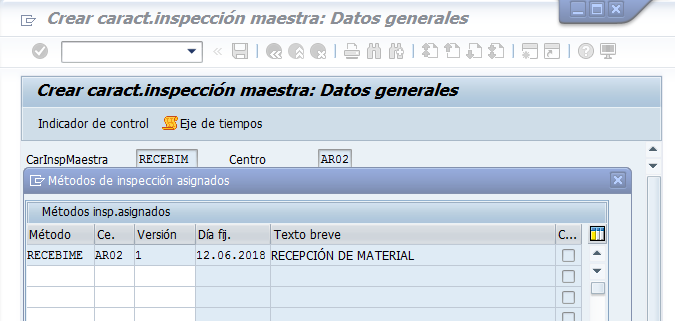 Crear caract.inspección maestra: Datos generales
Crear caract.inspección maestra: Datos generales
Indicador de control Eje de tiempos
CarInspMaestra RECEBIM Centro AR02
Métodos de inspección asignados
Métodos insp.asignados
Método Ce. Versión Día fij. Texto breve C...
RECEBIME AR02 1 12.06.2018 RECEPCIÓN DE MATERIAL